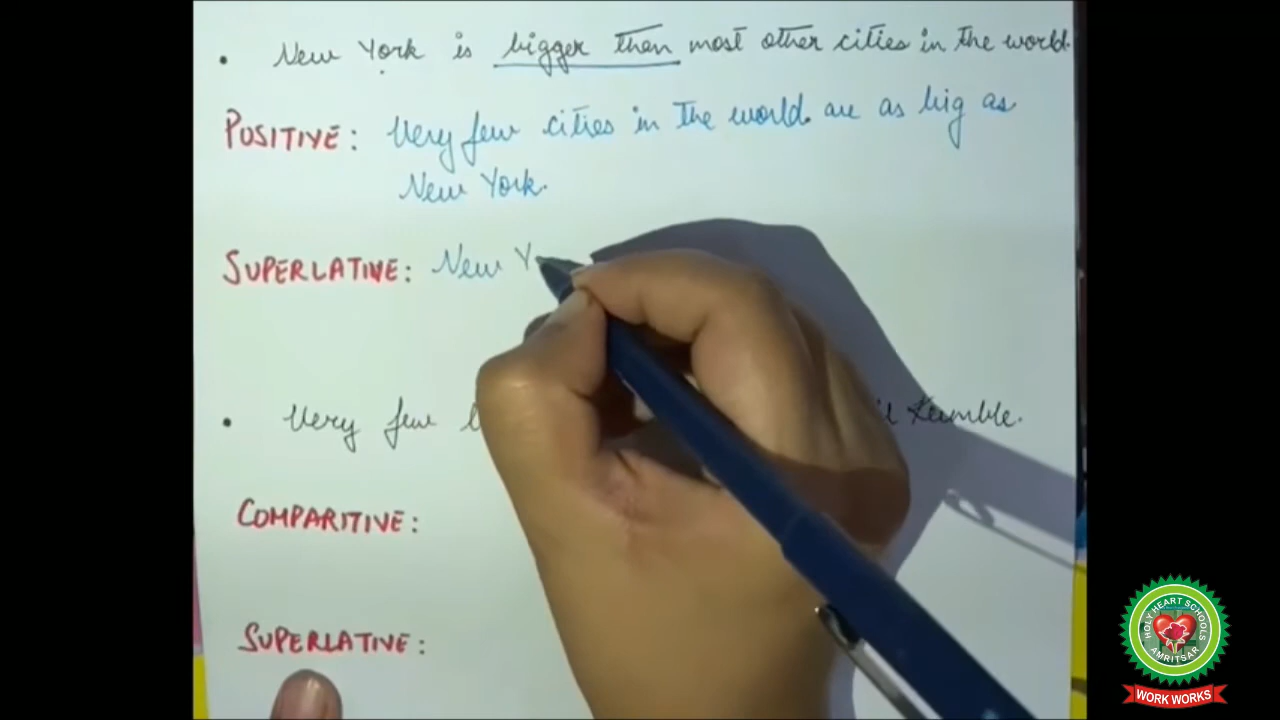 • New York is bigger than most other cities in the world.
POSITIVE: Very few cities in the world. are as big as
New York.
SUPERLATIVE: New Y
• Very few Kumble.
COMPARITIVE:
SUPERLATIVE:
HOLY HEART SCHOOLS
AMRITSAR
WORK WORKS